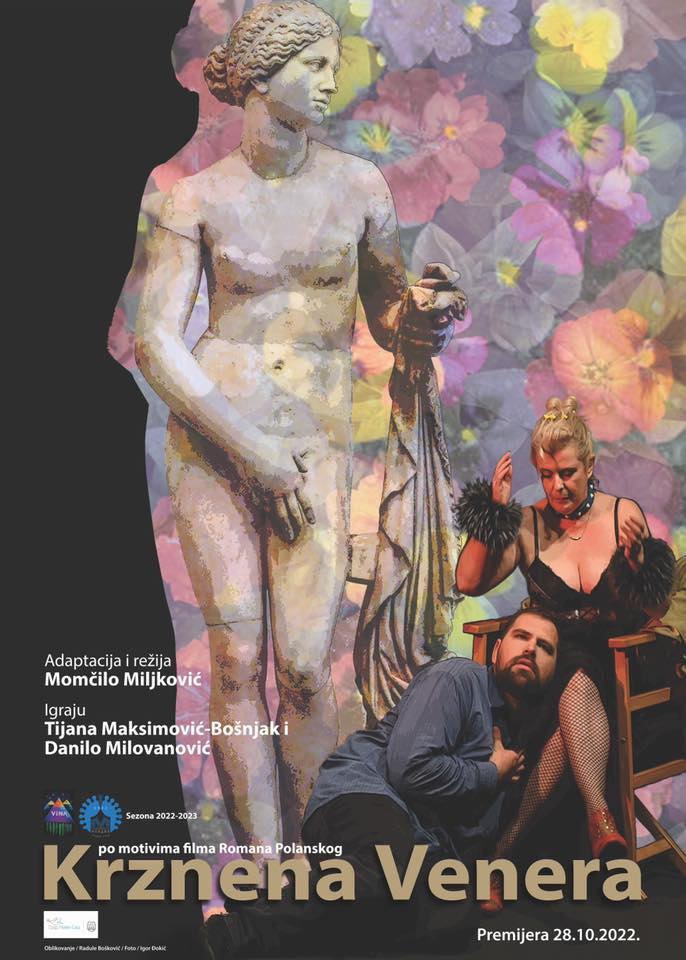 Adaptacija i režija
Momčilo Miljković
Igraju
Tijana Maksimović-Bošnjak i
Danilo Milovanović
VINA
Sezona 2022-2023
po motivima filma Romana Polanskog
Krznena Venera
Premijera 28.10.2022.
Oblikovanje / Radule Bošković / Foto / Igor Đokić